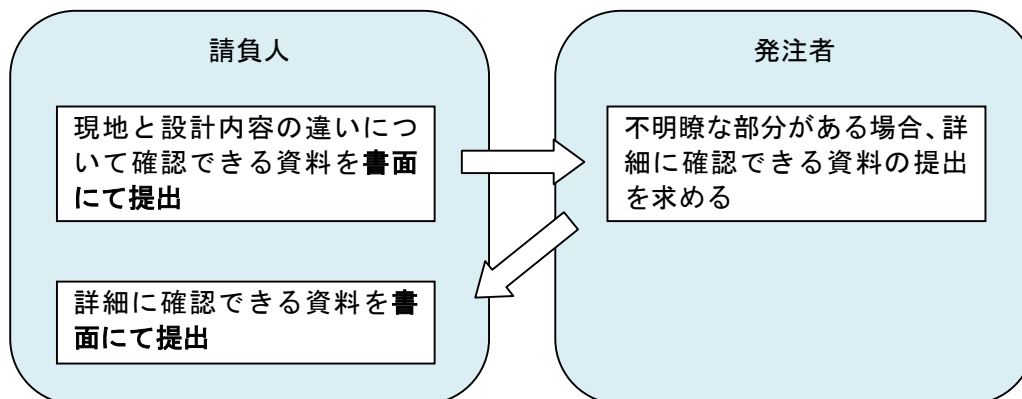 請負人
現地と設計内容の違いにつ
いて確認できる資料を書面
にて提出
詳細に確認できる資料を書
面にて提出
発注者
不明瞭な部分がある場合、詳
細に確認できる資料の提出
を求める